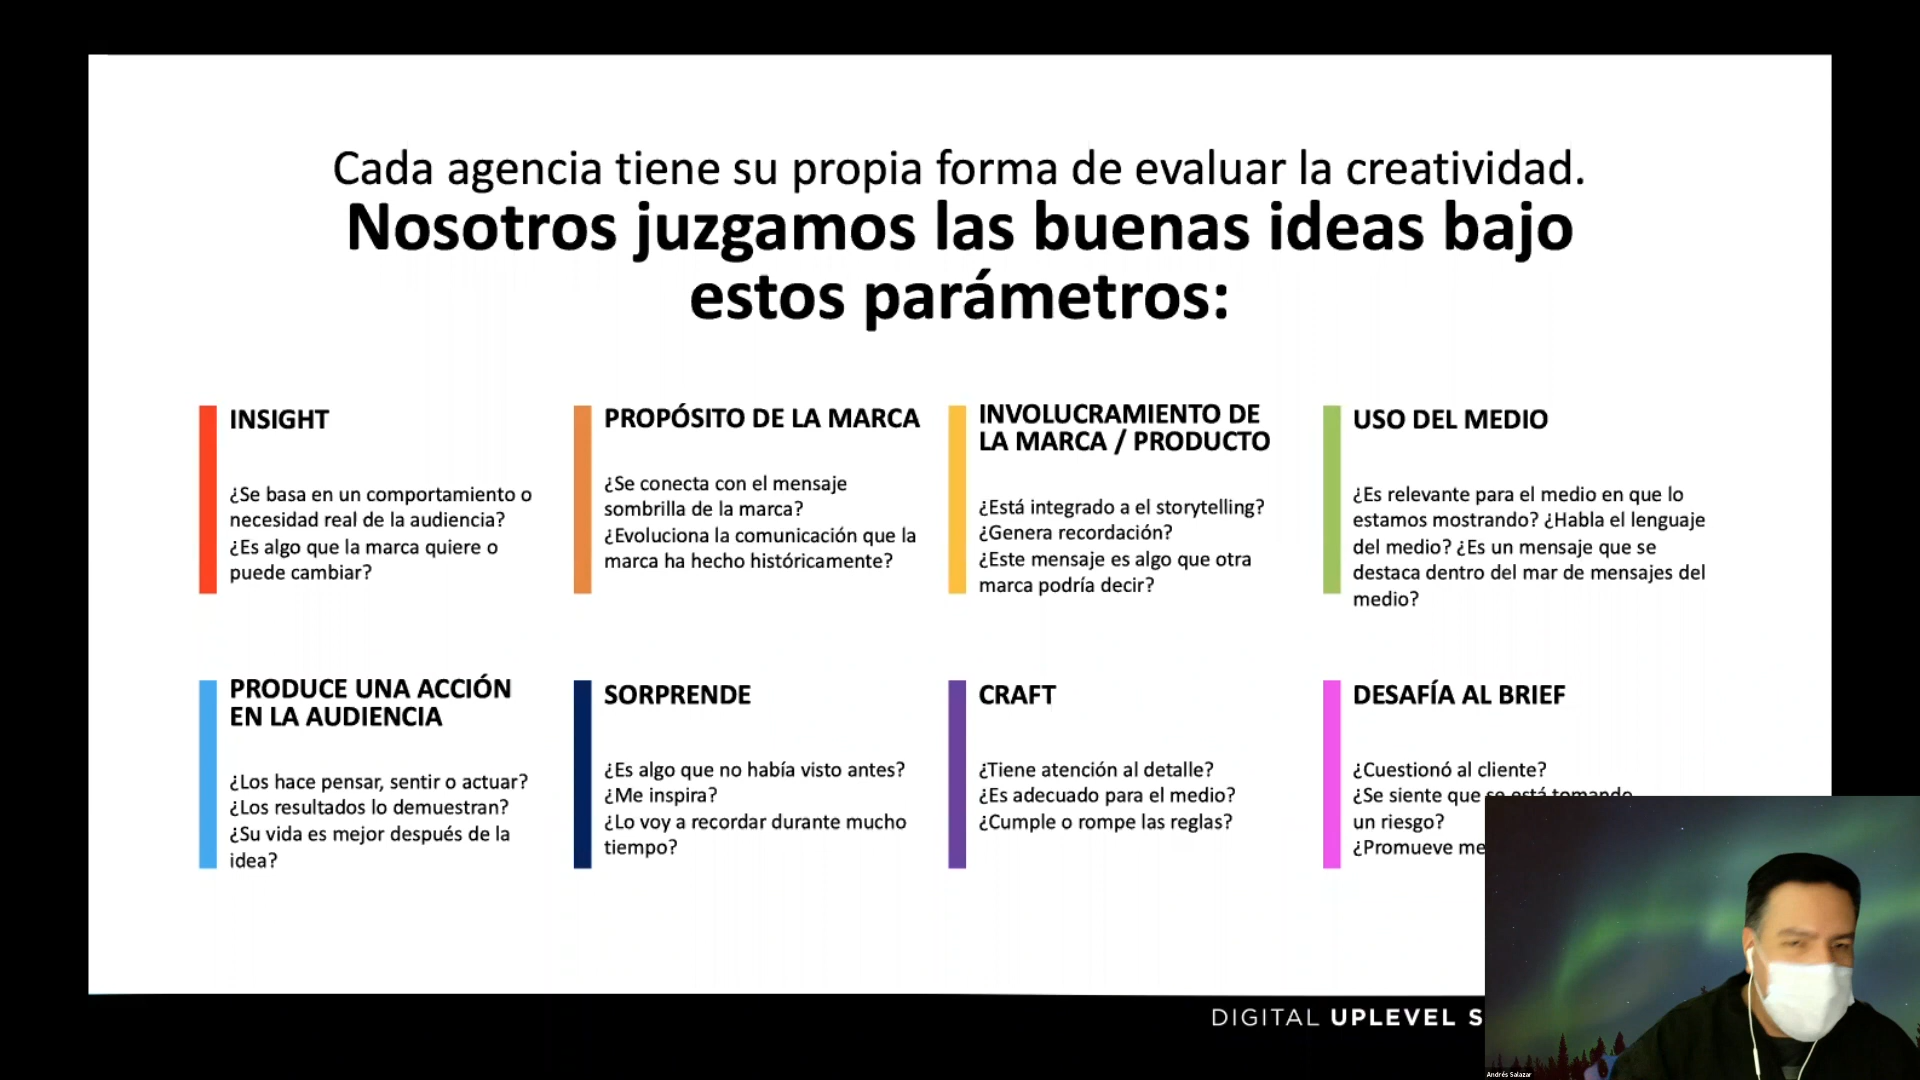 Cada agencia tiene su propia forma de evaluar la creatividad.
Nosotros juzgamos las buenas ideas bajo
estos parámetros:
INSIGHT
¿Se basa en un comportamiento o
necesidad real de la audiencia?
¿Es algo que la marca quiere o
puede cambiar?
PROPÓSITO DE LA MARCA
¿Se conecta con el mensaje
sombrilla de la marca?
¿Evoluciona la comunicación que la
marca ha hecho históricamente?
INVOLUCRAMIENTO DE
LA MARCA / PRODUCTO
¿Está integrado a el storytelling?
¿Genera recordación?
¿Este mensaje es algo que otra
marca podría decir?
USO DEL MEDIO
¿Es relevante para el medio en que lo
estamos mostrando? ¿Habla el lenguaje
del medio? ¿Es un mensaje que se
destaca dentro del mar de mensajes del
medio?
PRODUCE UNA ACCIÓN
EN LA AUDIENCIA
¿Los hace pensar, sentir o actuar?
¿Los resultados lo demuestran?
¿Su vida es mejor después de la
idea?
SORPRENDE
¿Es algo que no había visto antes?
¿Me inspira?
¿Lo voy a recordar durante mucho
tiempo?
CRAFT
¿Tiene atención al detalle?
¿Es adecuado para el medio?
¿Cumple o rompe las reglas?
DESAFÍA AL BRIEF
¿Cuestionó al cliente?
¿Se siente que se está tomando
un riesgo?
¿Promueve
DIGITAL UPLEVEL
Andrés Salazar